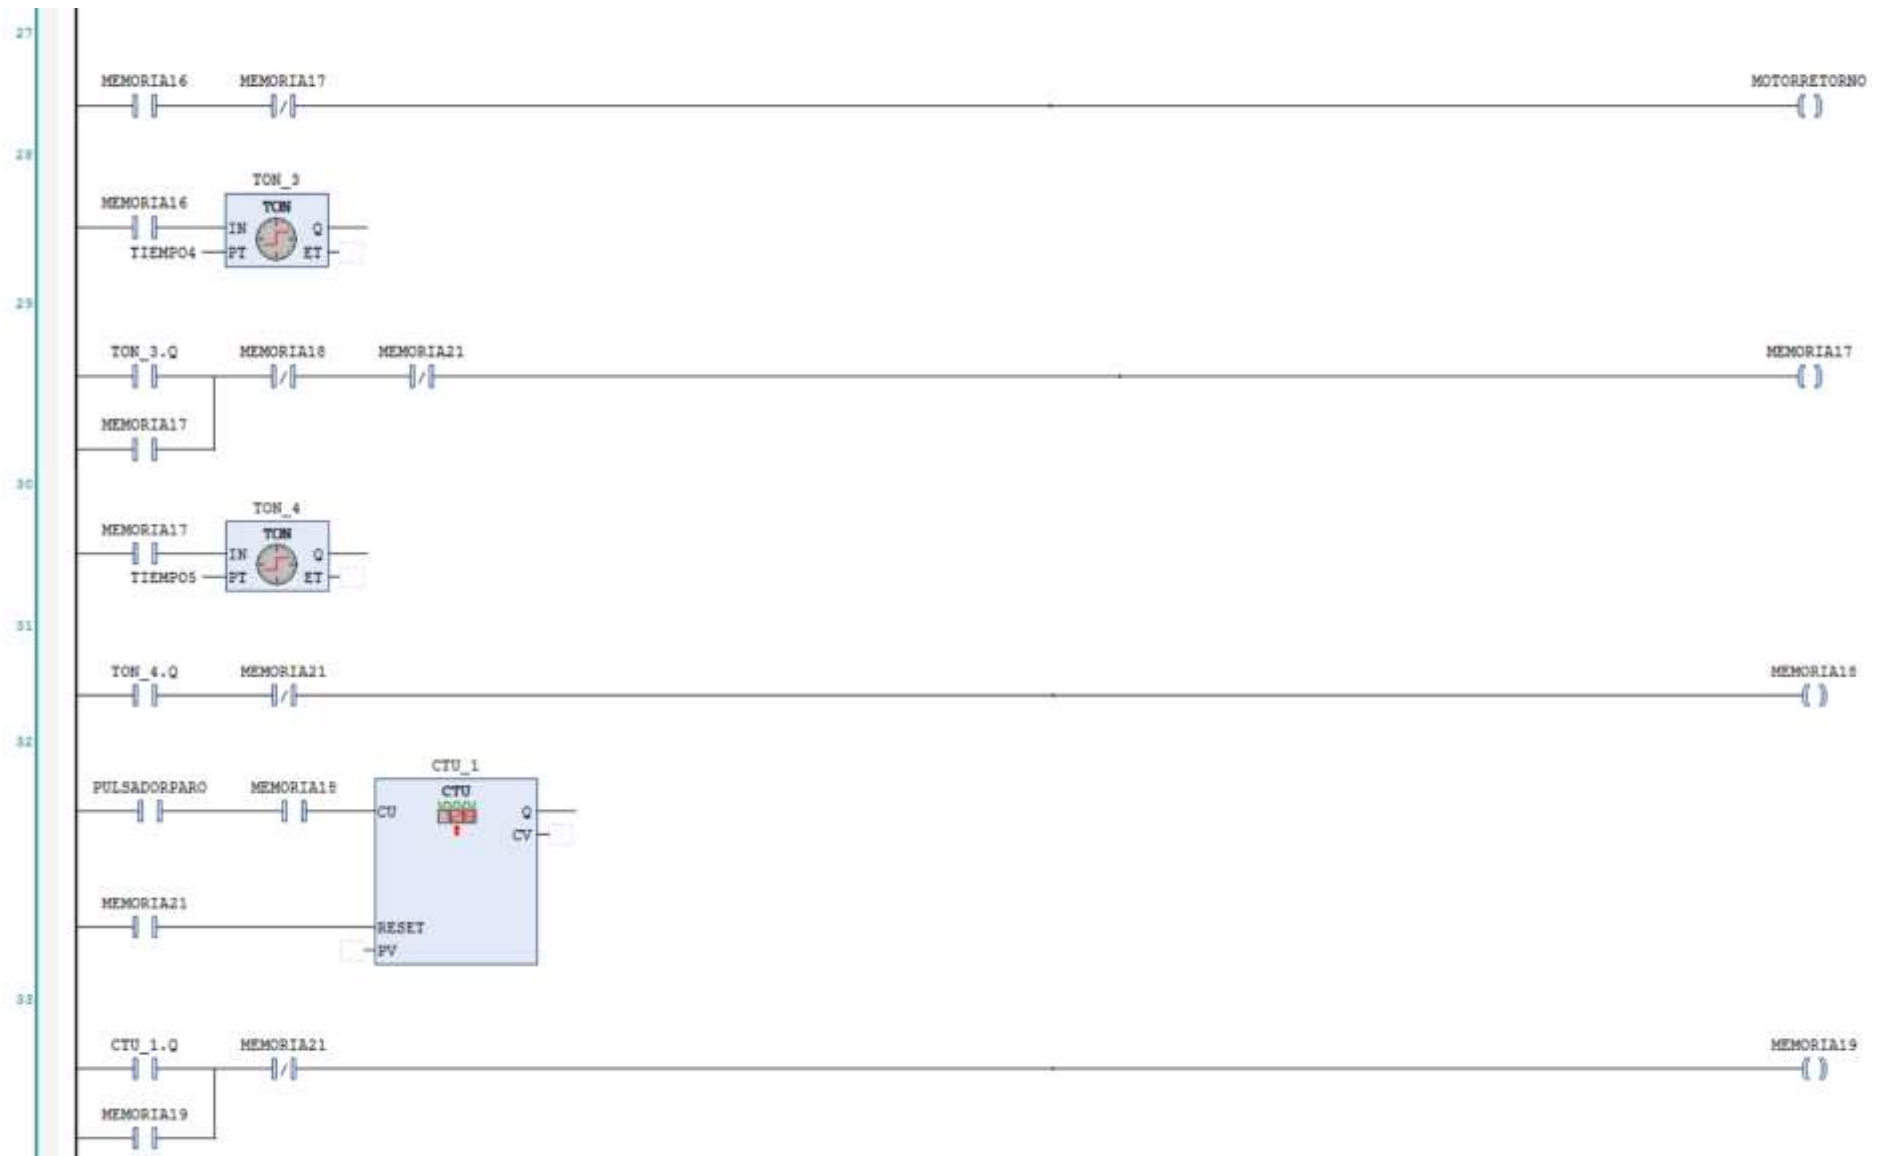 27
MEMORIA16 MEMORIA17 MOTORRETORNO
28
TON_3
MEMORIA16 TON
IN Q
TIEMPO4 PT ET
29
TON_3.Q MEMORIA18 MEMORIA21 MEMORIA17
MEMORIA17
30
TON_4
MEMORIA17 TON
IN Q
TIEMPO5 PT ET
31
TON_4.Q MEMORIA21 MEMORIA18
32
CTU_1
PULSADORPARO MEMORIA18 CTU
CU Q
CV
MEMORIA21
RESET
PV
33
CTU_1.Q MEMORIA21 MEMORIA19
MEMORIA19